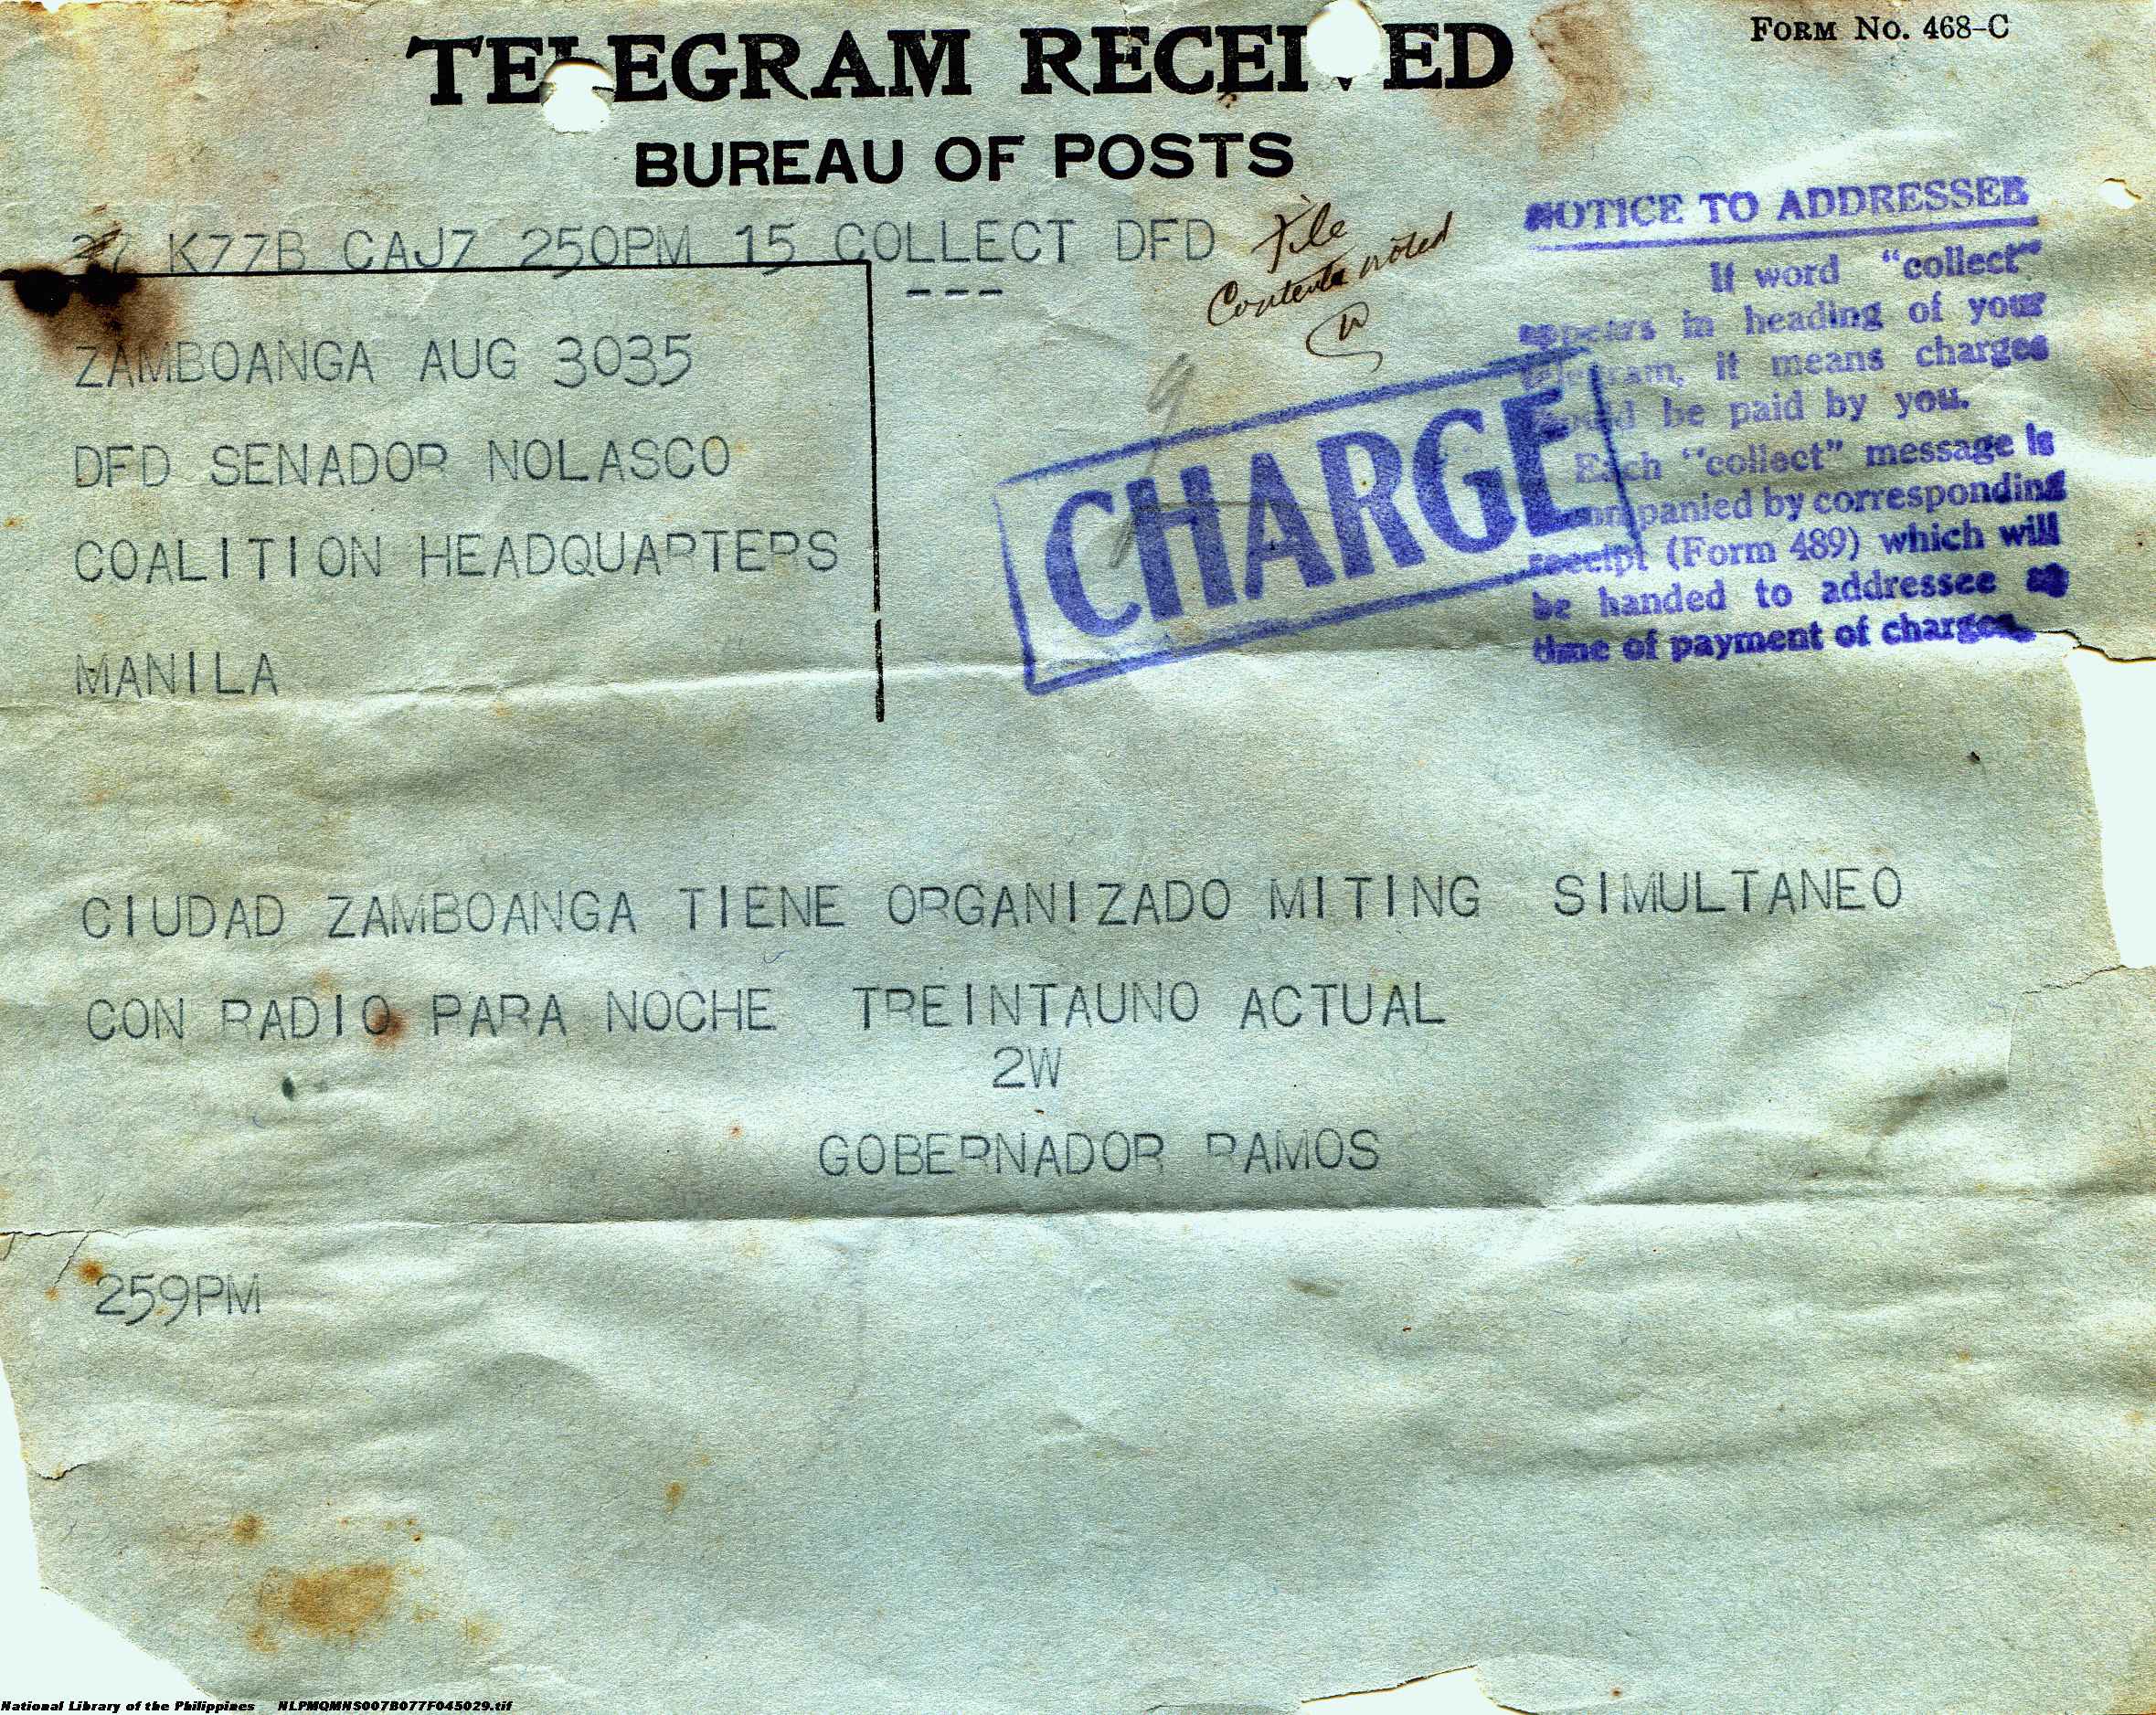 FORM NO. 468-C
TELEGRAM RECEIVED
BUREAU OF POSTS
27 K77B CAJ7 250PM 15 COLLECT DFD
---
File
Contents noted
ZAMBOANGA AUG 3035
DFD SENADOR NOLASCO
COALITION HEADQUARTERS
MANILA
CHARGE
NOTICE TO ADDRESSEE
If word "collect"
appears in heading of your
telegram, it means charges
be paid by you.
Each "collect" message is
accompanied by corresponding
receipt (Form 489) which will
be handed to addressee
time of payment of charges.
CIUDAD ZAMBOANGA TIENE ORGANIZADO MITING SIMULTANEO
CON RADIO PARA NOCHE TREINTAUNO ACTUAL
2W
GOBERNADOR RAMOS
259PM
National Library of the Philippines NLPMQMNS007B077F045029.tif